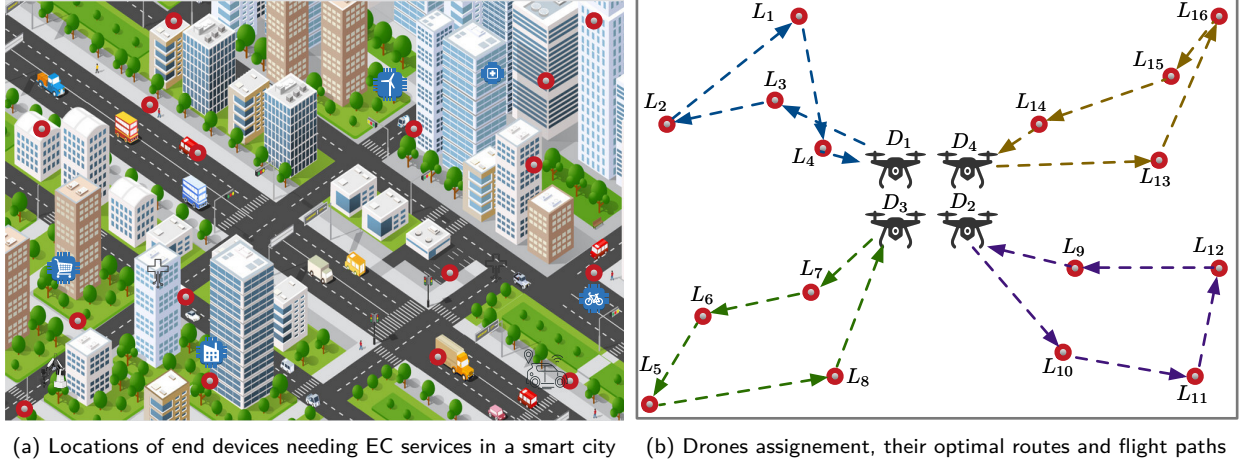 L1
L16
L15
L3
L2
L14
D1
D4
L4
L13
D3
D2
L9
L12
L7
L6
L10
L5
L8
L11
(a) Locations of end devices needing EC services in a smart city
(b) Drones assignement, their optimal routes and flight paths